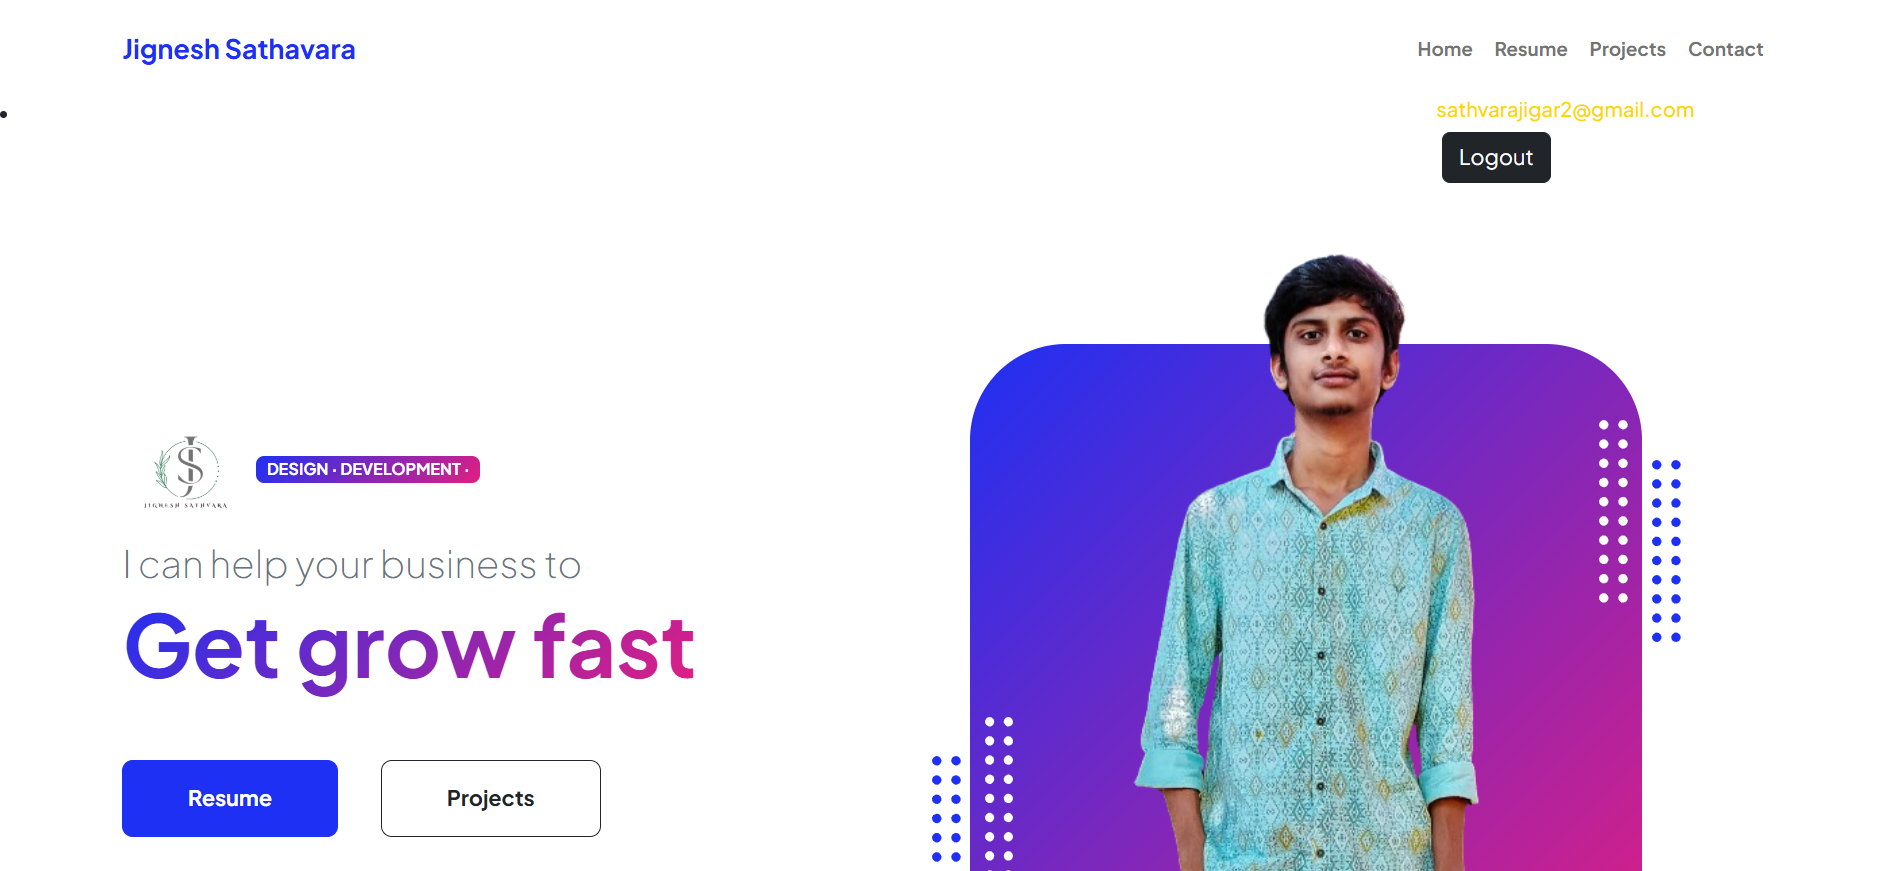 Jignesh Sathavara
Home Resume Projects Contact
sathvarajigar2@gmail.com
Logout
JS
JIGNESH SATHVARA
DESIGN · DEVELOPMENT ·
I can help your business to
Get grow fast
Resume Projects